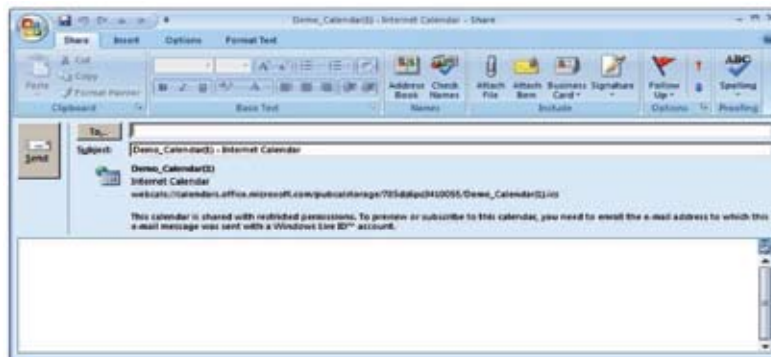 Demo_Calendar(1) - Internet Calendar - Share
Share Insert Options Format Text
Paste
Cut
Copy
Format Painter
Clipboard
Basic Text
Address Book
Check Names
Names
Attach File
Attach Item
Business Card
Signature
Include
Follow Up
Options
ABC
Spelling
Proofing
Send
To...
Subject: Demo_Calendar(1) - Internet Calendar
Demo_Calendar(1)
Internet Calendar
This calendar is shared with restricted permissions. To preview or subscribe to this calendar, you need to enroll the e-mail address to which this
e-mail message was sent with a Windows Live ID™ account.